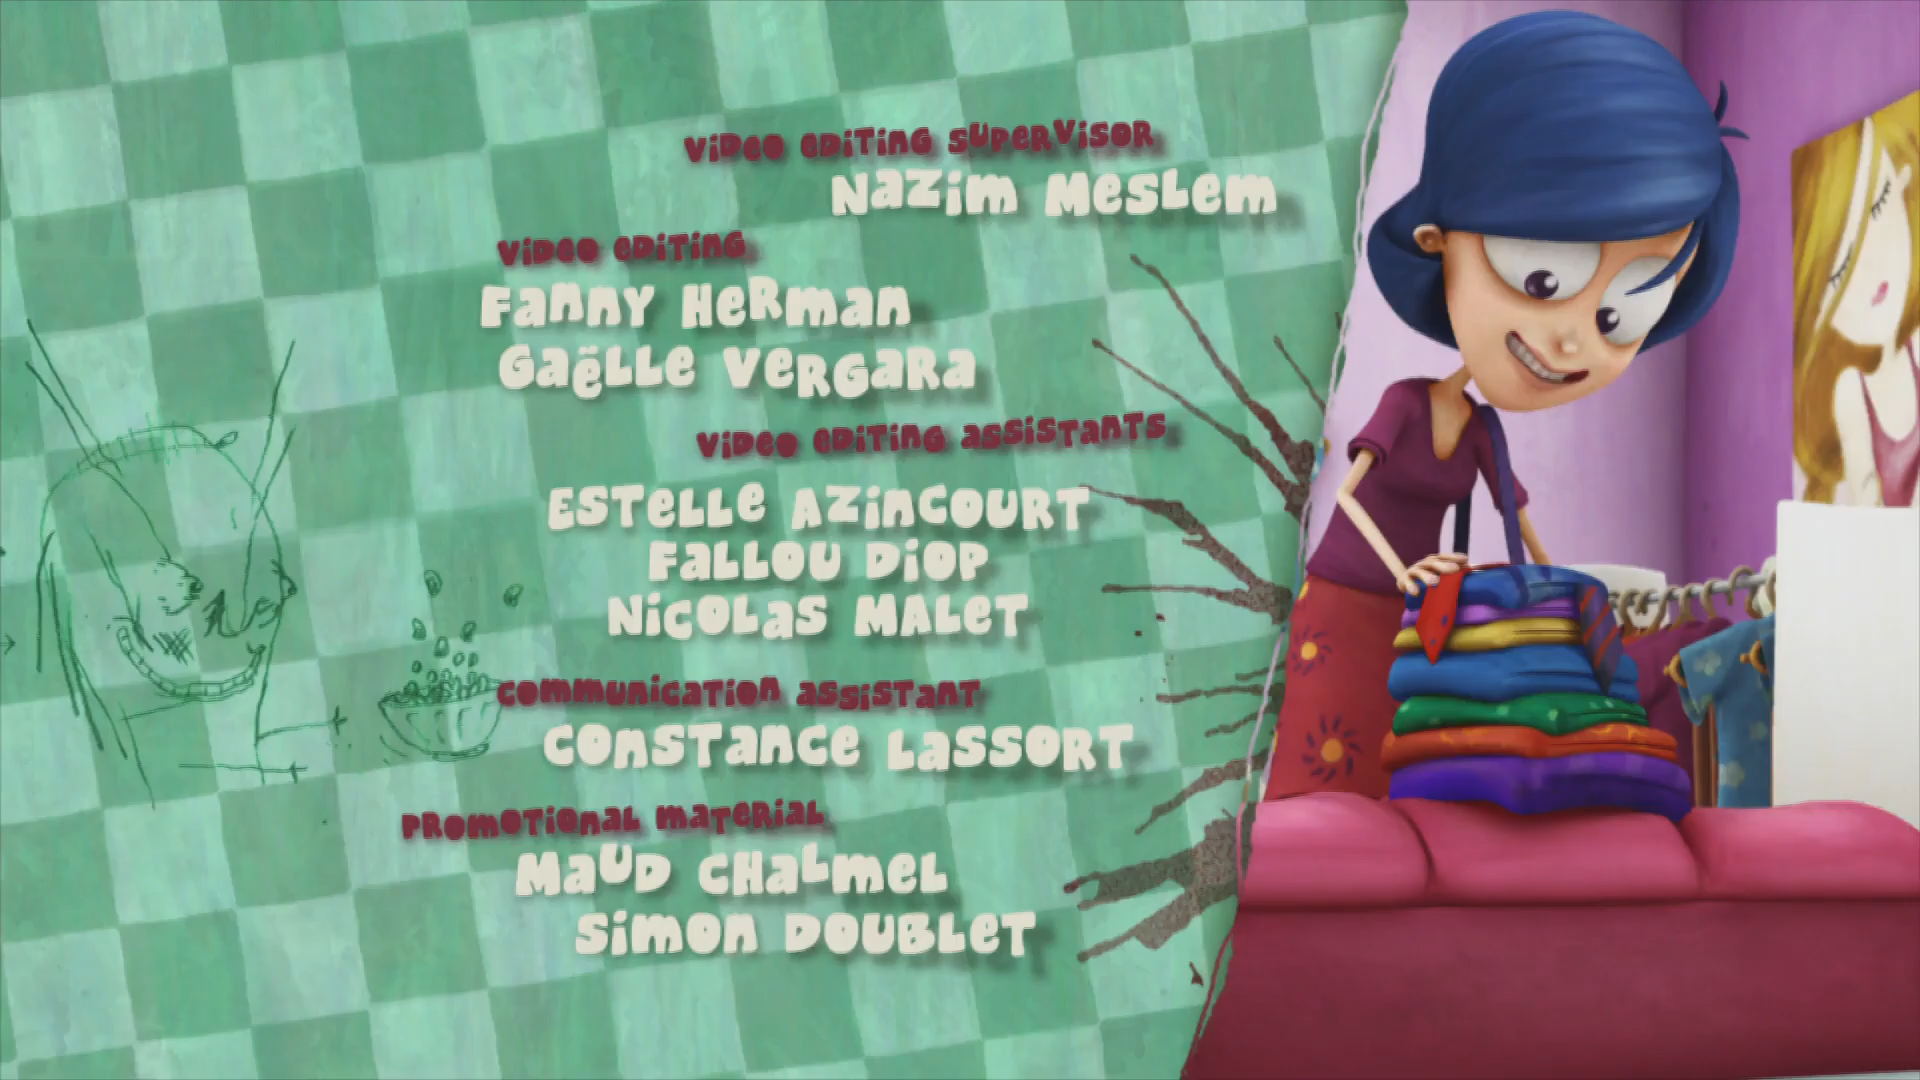 VIDEO EDITING SUPERVISOR
NAZIM MESLEM
VIDEO EDITING
FANNY HERMAN
GAËLLE VERGARA
VIDEO EDITING ASSISTANTS
ESTELLE AZINCOURT
FALLOU DIOP
NICOLAS MALET
COMMUNICATION ASSISTANT
CONSTANCE LASSORT
PROMOTIONAL MATERIAL
MAUD CHALMEL
SIMON DOUBLET